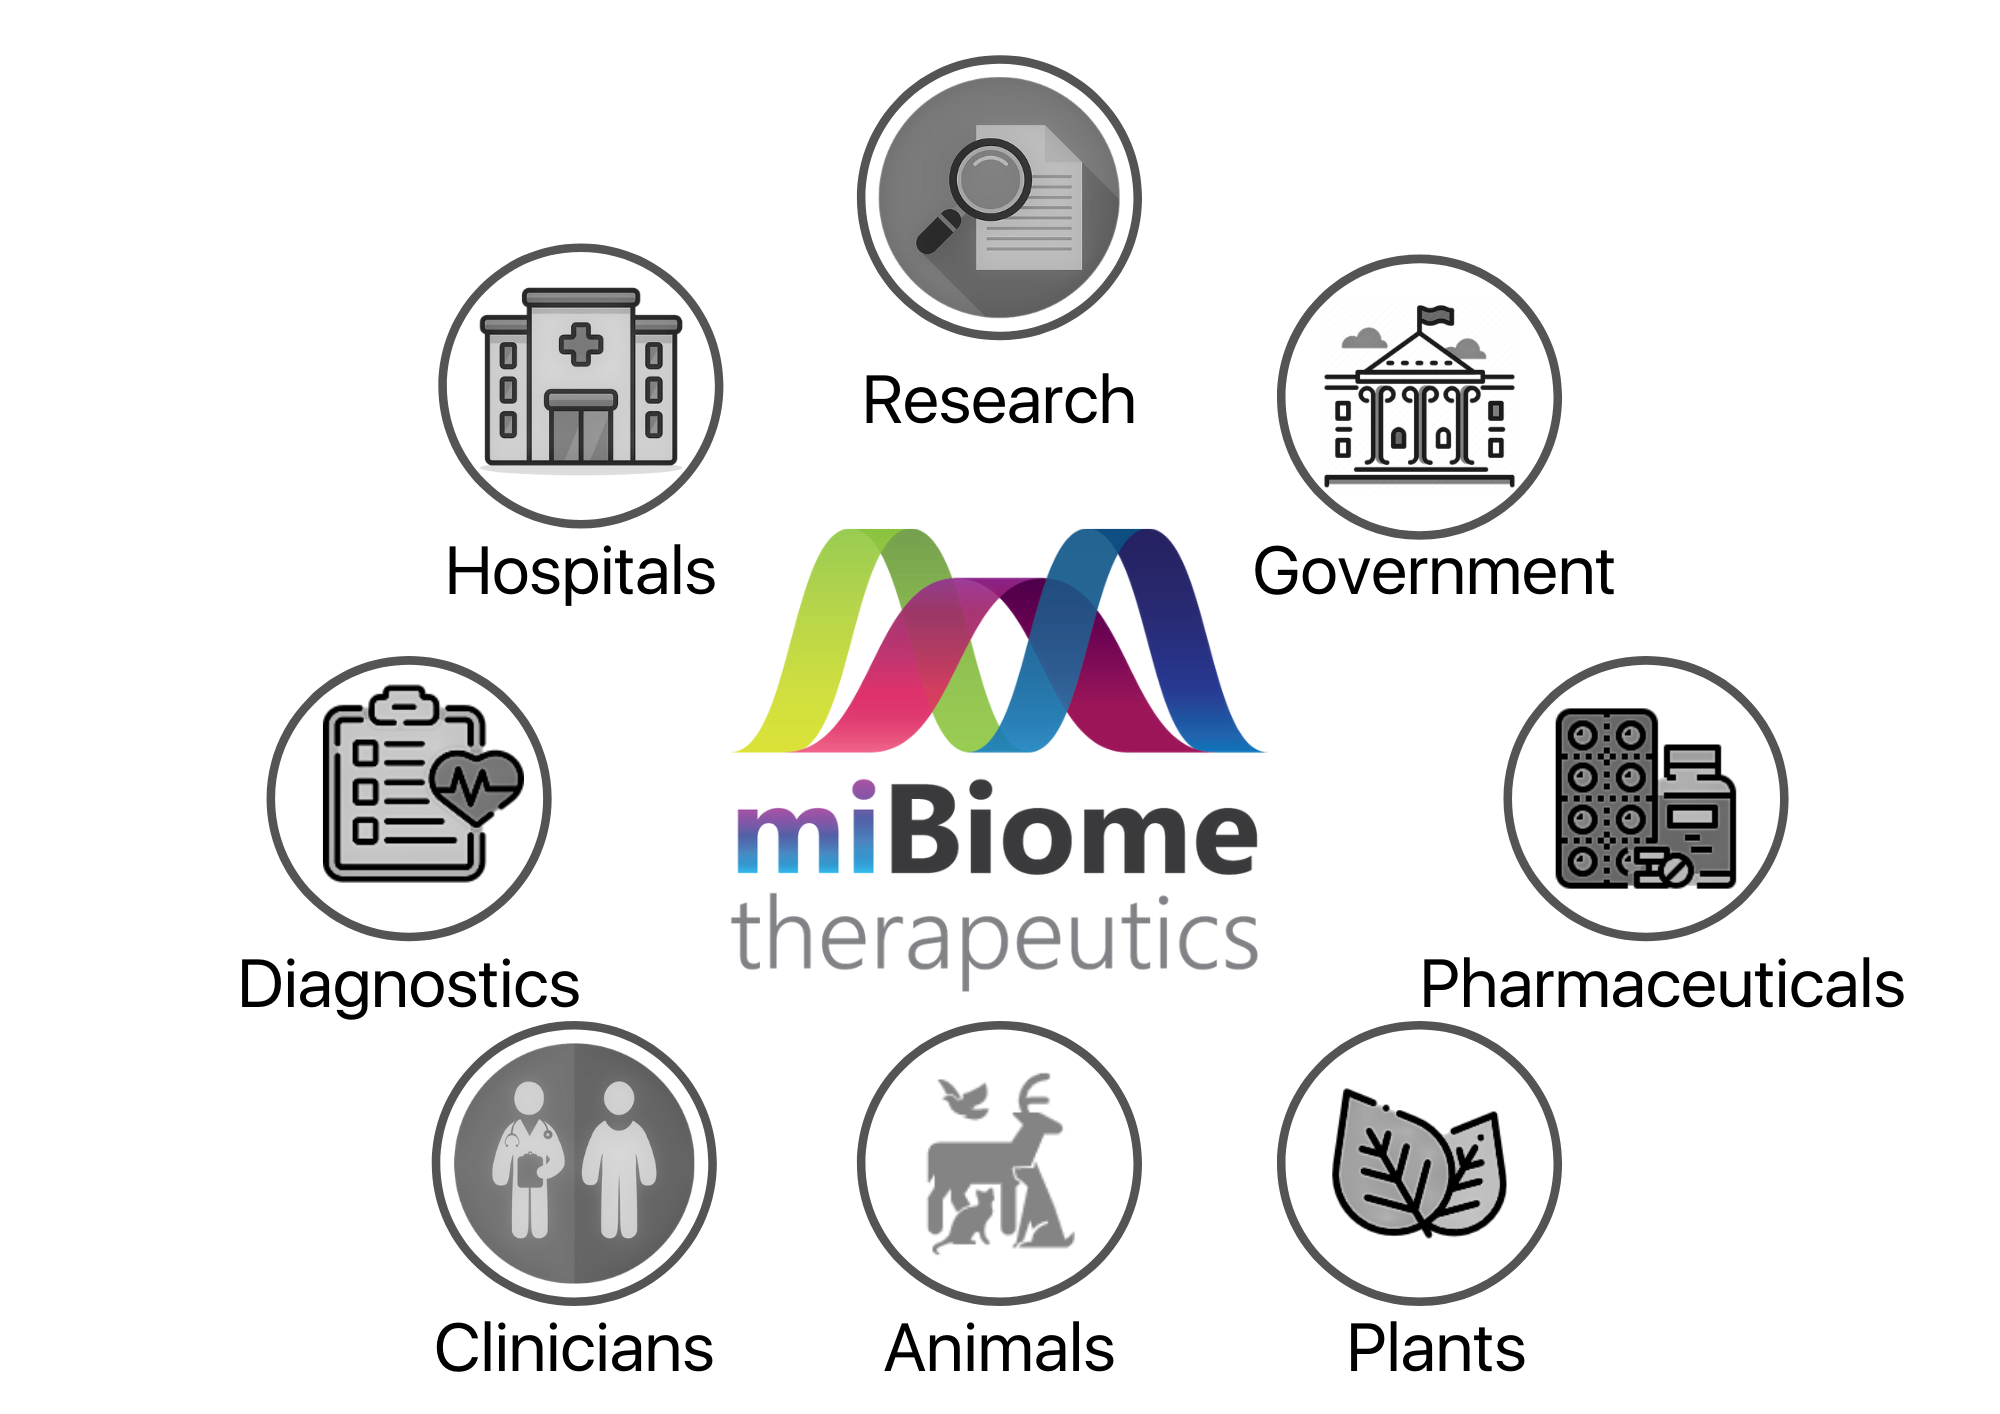 Research
Hospitals
Government
miBiome
therapeutics
Diagnostics
Pharmaceuticals
Clinicians
Animals
Plants